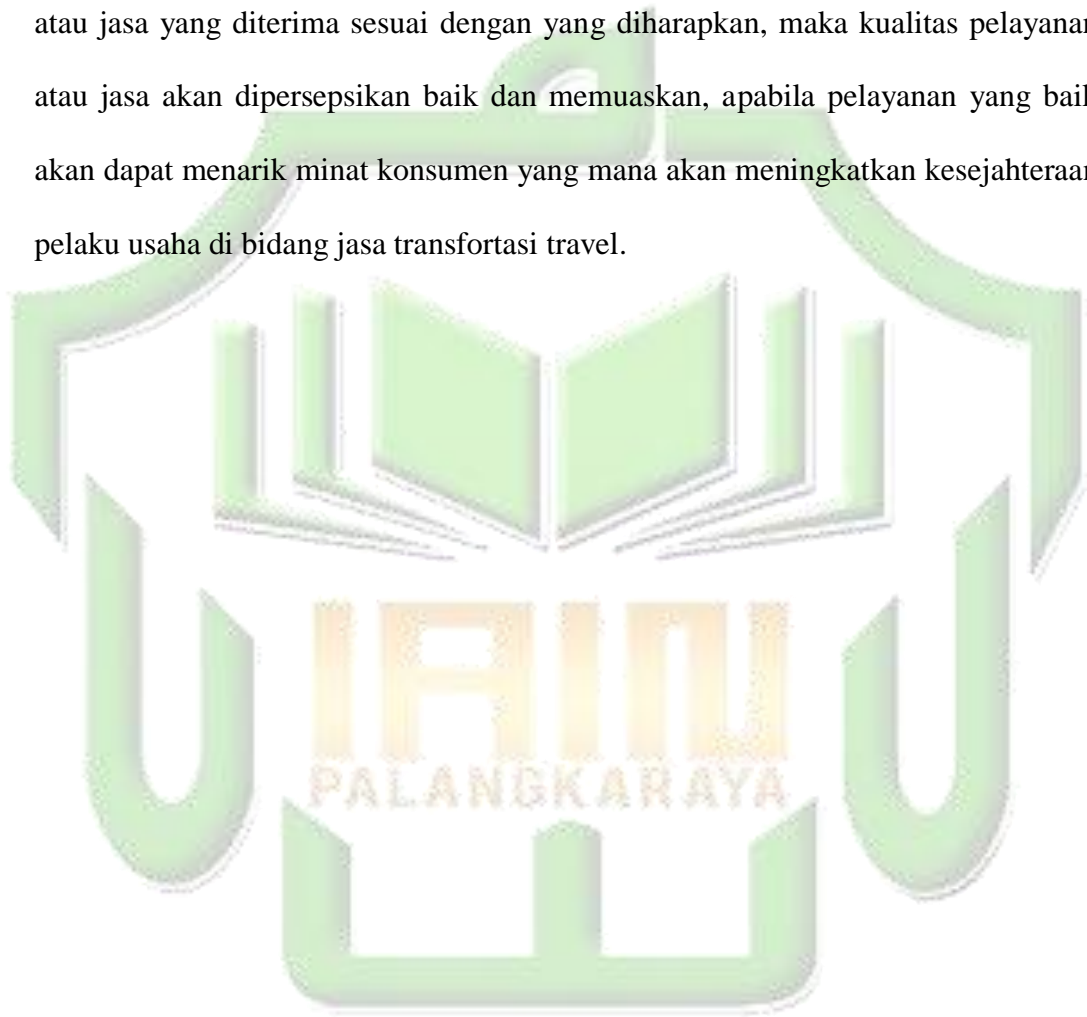 atau jasa yang diterima sesuai dengan yang diharapkan, maka kualitas pelayanan
atau jasa akan dipersepsikan baik dan memuaskan, apabila pelayanan yang baik
akan dapat menarik minat konsumen yang mana akan meningkatkan kesejahteraan
pelaku usaha di bidang jasa transfortasi travel.
IAIN
PALANGKARAYA